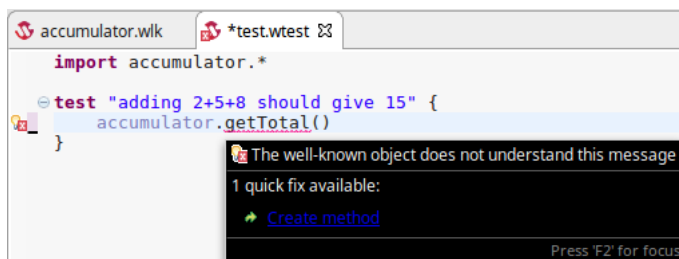 accumulator.wlk *test.wtest
import accumulator.*
test "adding 2+5+8 should give 15" {
accumulator.getTotal()
}
The well-known object does not understand this message
1 quick fix available:
Create method
Press 'F2' for focus